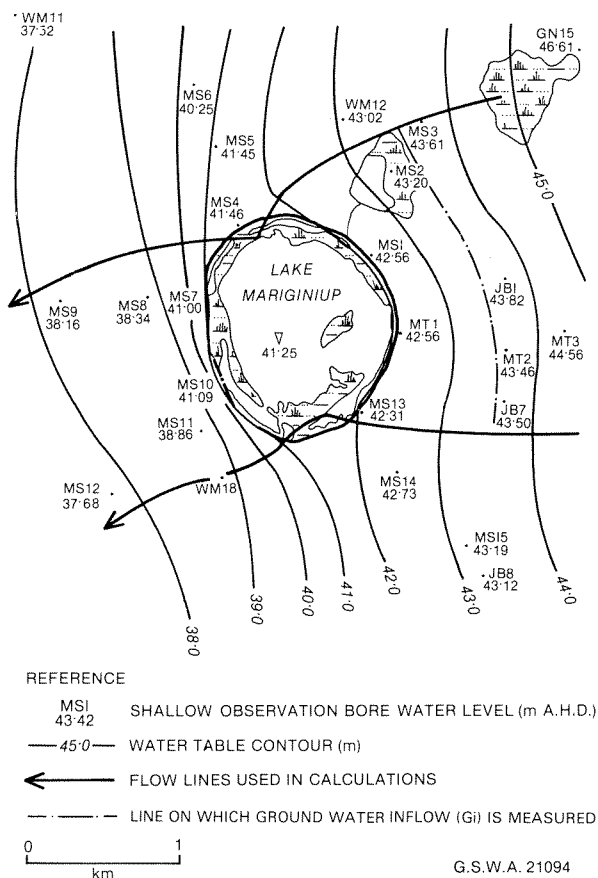 WM11
37·52
GN15
46·61
MS6
40·25
WM12
43·02
MS3
43·61
MS5
41·45
MS2
43·20
45·0
MS4
41·46
MSI
42·56
LAKE
MARIGINIUP
41·25
JBI
43·82
MS9
38·16
MS8
38·34
MS7
41·00
MT1
42·56
MT3
44·56
MT2
43·46
MS10
41·09
MS13
42·31
JB7
43·50
MS11
38·86
MS12
37·68
WM18
MS14
42·73
MSI5
43·19
JB8
43·12
38·0
39·0
40·0
41·0
42·0
43·0
44·0
REFERENCE
MSI
43·42
SHALLOW OBSERVATION BORE WATER LEVEL (m A.H.D.)
45·0
WATER TABLE CONTOUR (m)
FLOW LINES USED IN CALCULATIONS
LINE ON WHICH GROUND WATER INFLOW (Gi) IS MEASURED
0 1
km
G.S.W.A. 21094